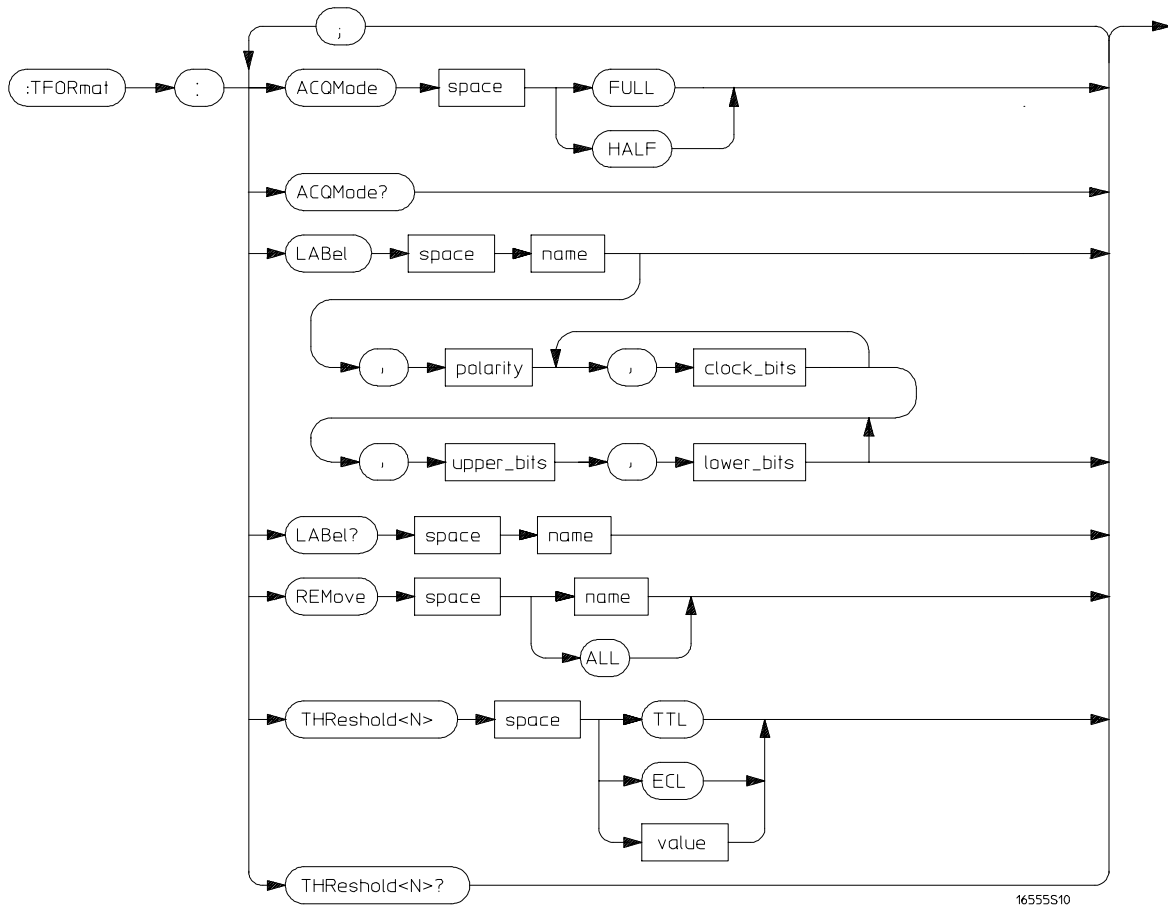 ;
:TFORmat : ACQMode space FULL
HALF
ACQMode?
LABel space name
, polarity , clock_bits
, upper_bits , lower_bits
LABel? space name
REMove space name
ALL
THReshold<N> space TTL
ECL
value
THReshold<N>?
16555S10